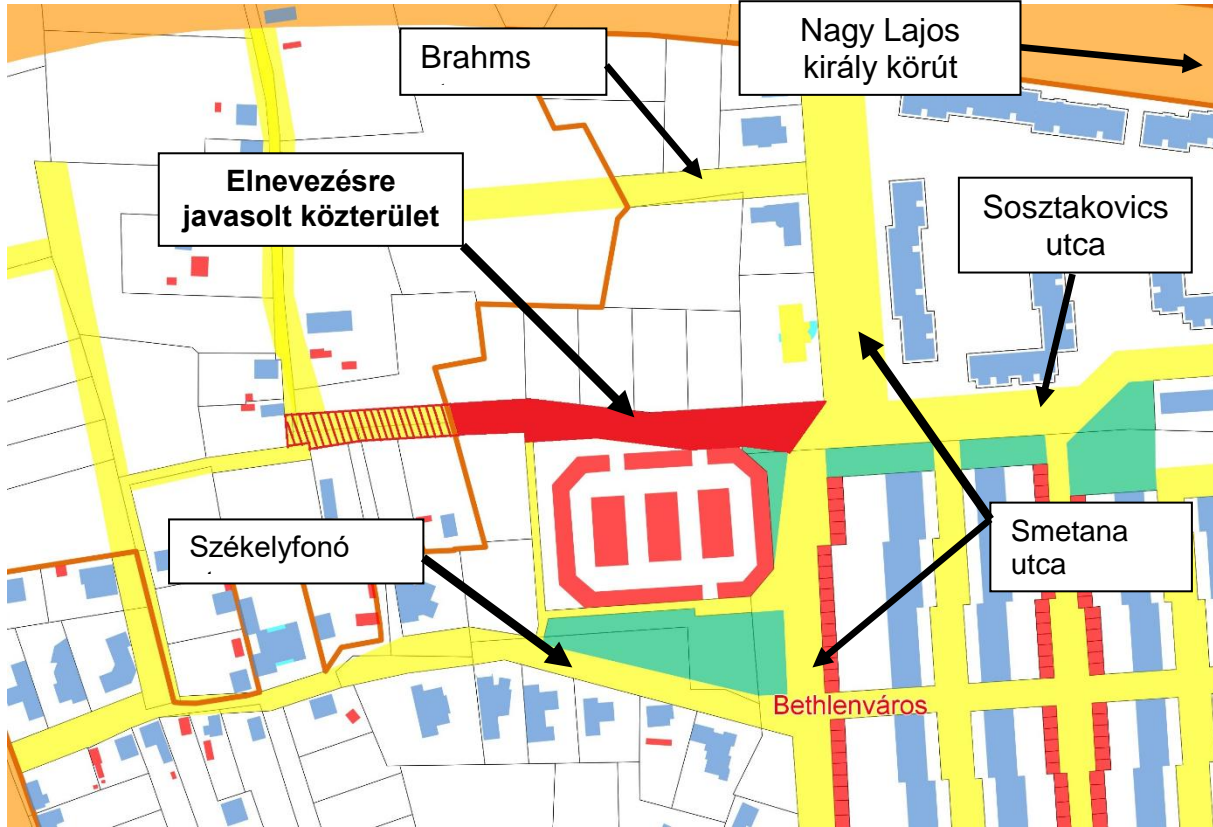 Nagy Lajos
király körút
Brahms
Elnevezésre
javasolt közterület
Sosztakovics
utca
Székelyfonó
Smetana
utca
Bethlenváros